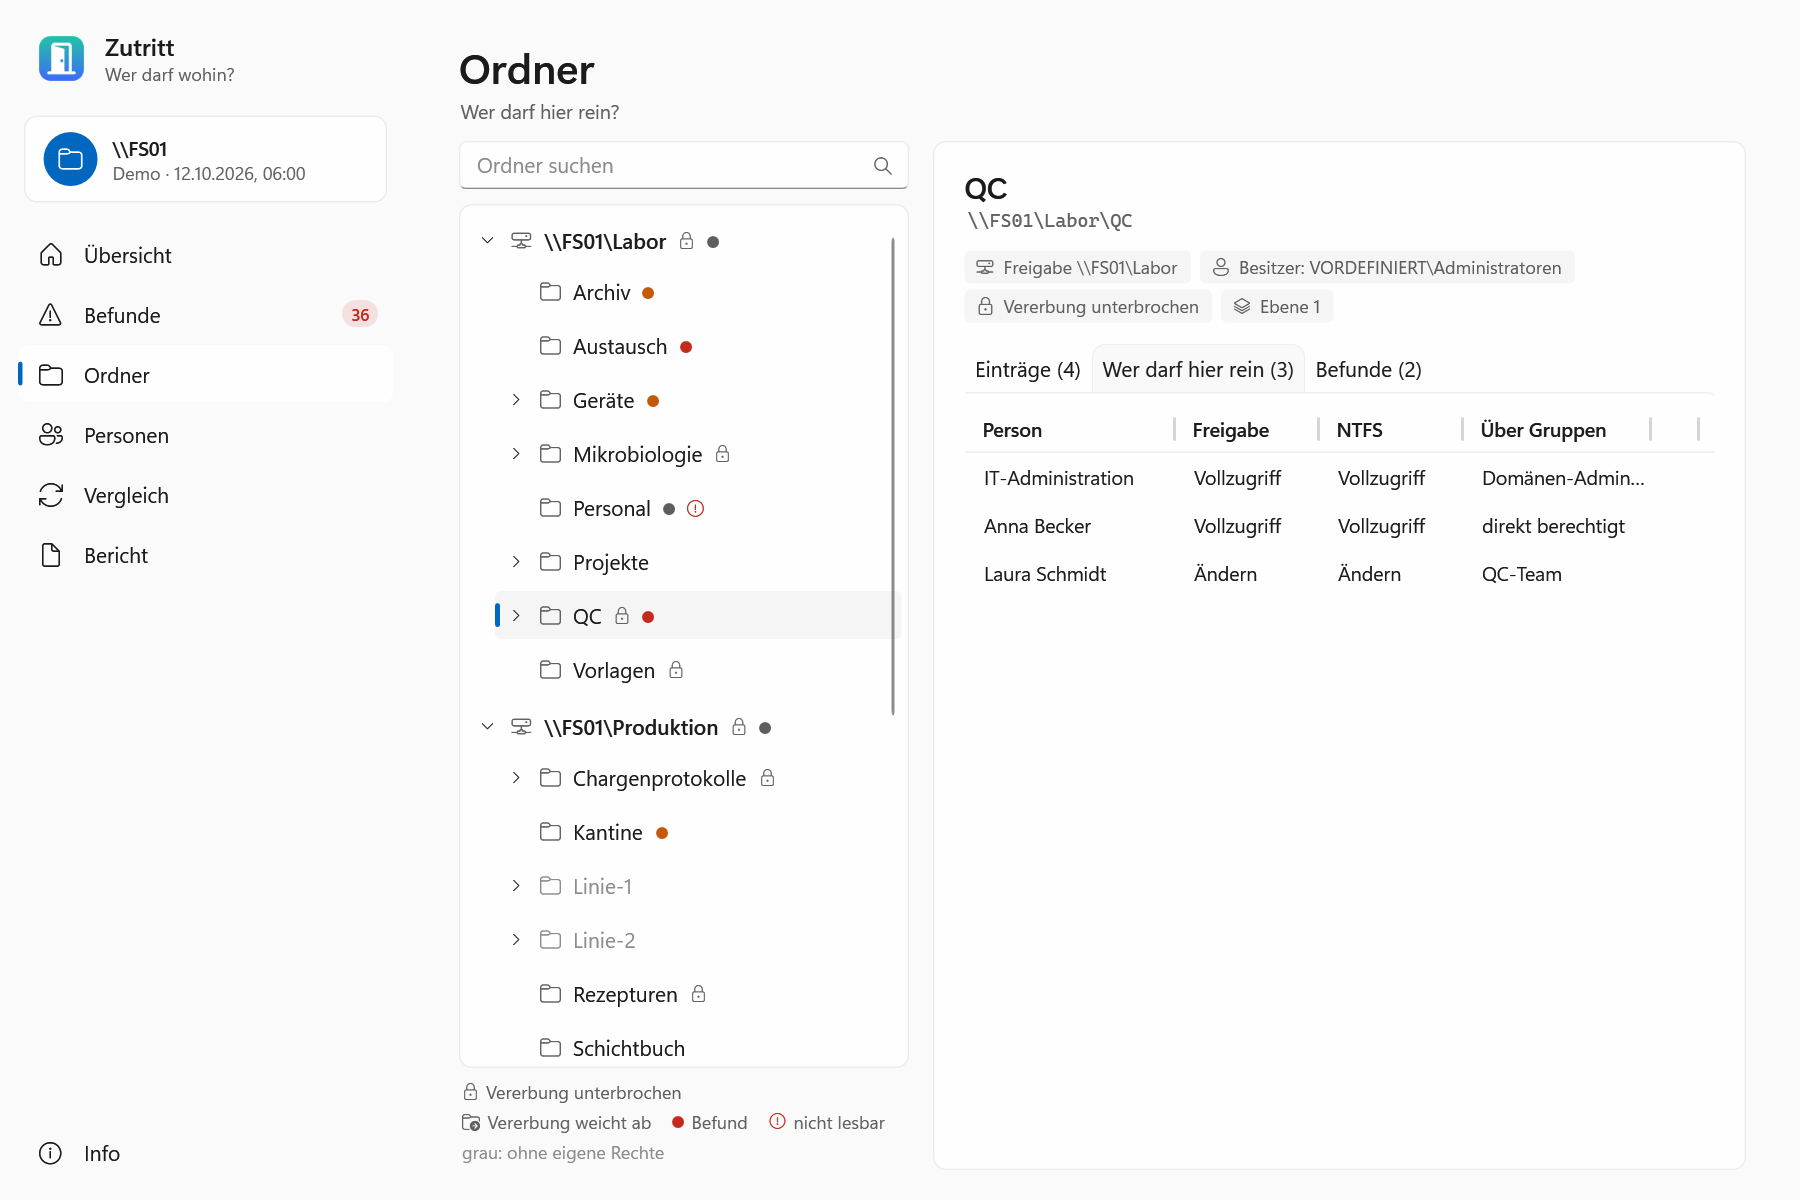 Zutritt
Wer darf wohin?
\\FS01
Demo · 12.10.2026, 06:00
Übersicht
Befunde
36
Ordner
Personen
Vergleich
Bericht
Info
Ordner
Wer darf hier rein?
Ordner suchen
\\FS01\Labor
Archiv
Austausch
Geräte
Mikrobiologie
Personal
Projekte
QC
Vorlagen
\\FS01\Produktion
Chargenprotokolle
Kantine
Linie-1
Linie-2
Rezepturen
Schichtbuch
Vererbung unterbrochen
Vererbung weicht ab Befund nicht lesbar
grau: ohne eigene Rechte
QC
\\FS01\Labor\QC
Freigabe \\FS01\Labor Besitzer: VORDEFINIERT\Administratoren
Vererbung unterbrochen Ebene 1
Einträge (4) Wer darf hier rein (3) Befunde (2)
Person Freigabe NTFS Über Gruppen
IT-Administration Vollzugriff Vollzugriff Domänen-Admin...
Anna Becker Vollzugriff Vollzugriff direkt berechtigt
Laura Schmidt Ändern Ändern QC-Team